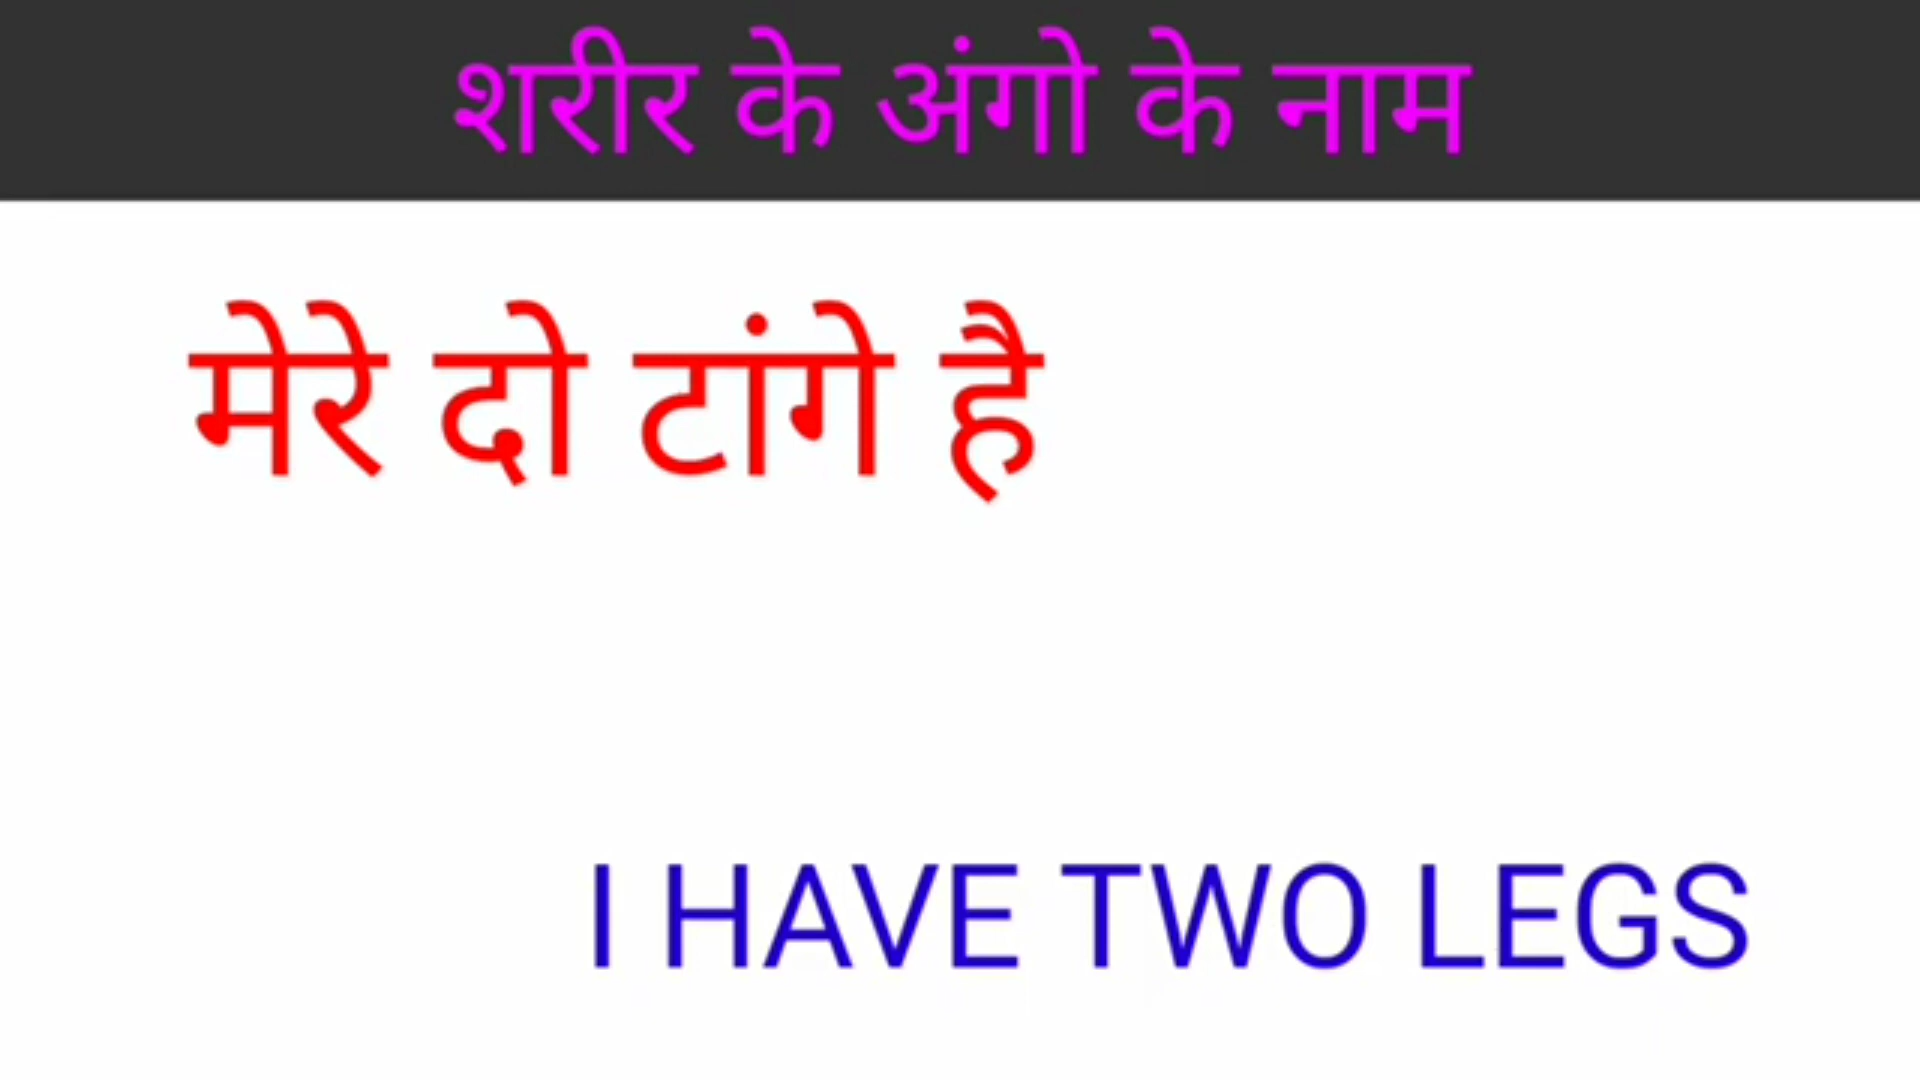 शरीर के अंगो के नाम
मेरे दो टांगे है
I HAVE TWO LEGS